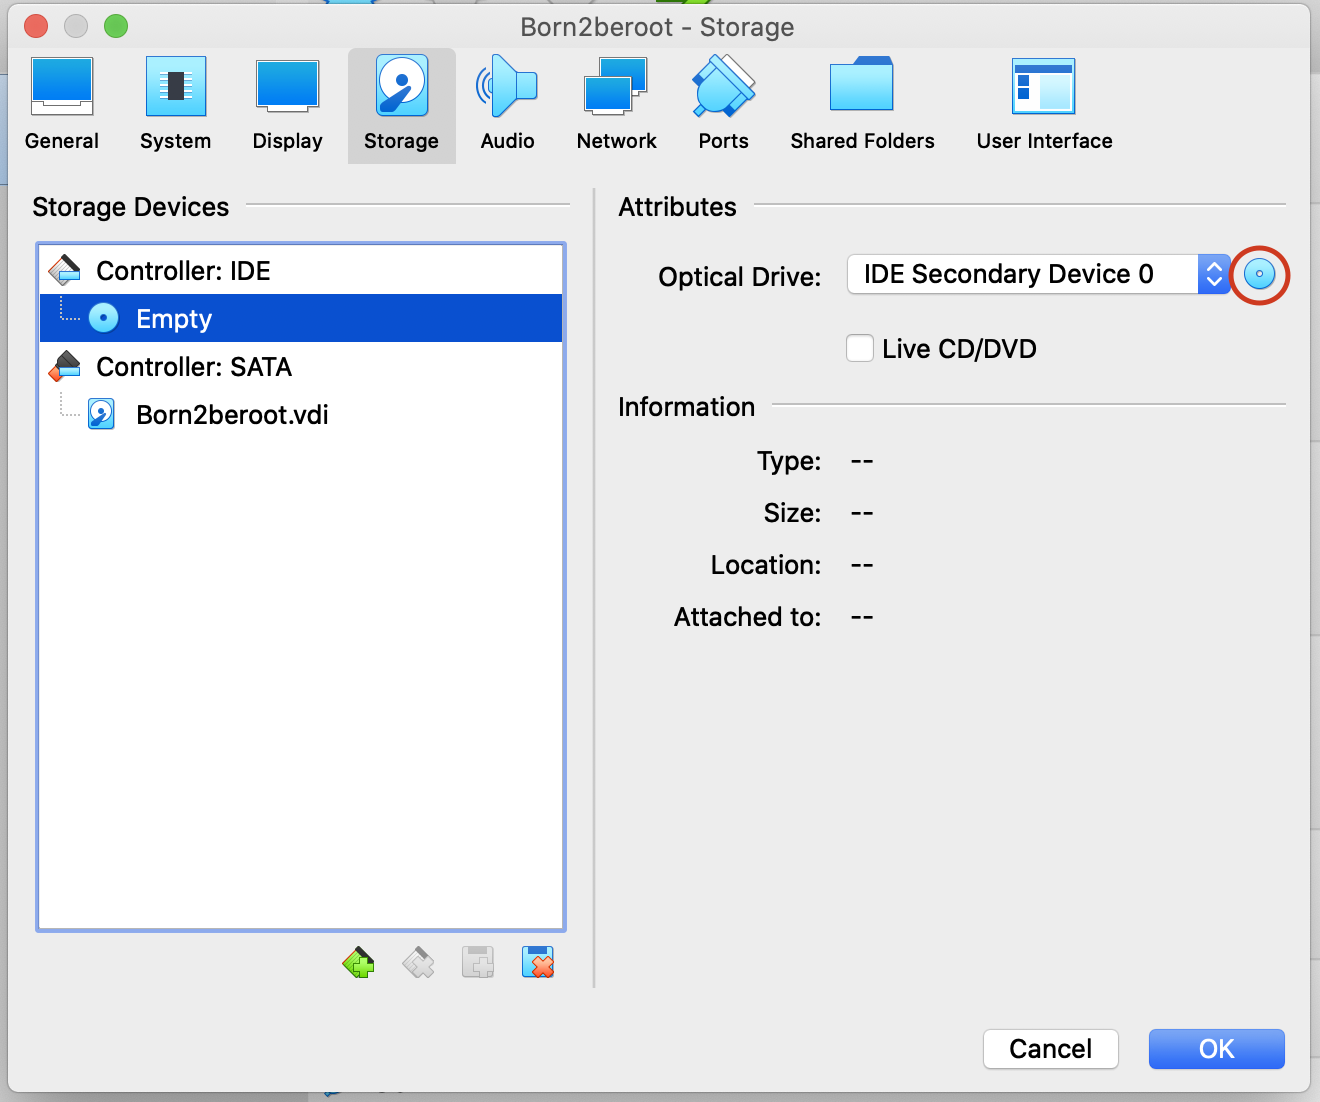 Born2beroot - Storage
General
System
Display
Storage
Audio
Network
Ports
Shared Folders
User Interface
Storage Devices
Controller: IDE
Empty
Controller: SATA
Born2beroot.vdi
Attributes
Optical Drive:
IDE Secondary Device 0
Live CD/DVD
Information
Type: --
Size: --
Location: --
Attached to: --
Cancel
OK